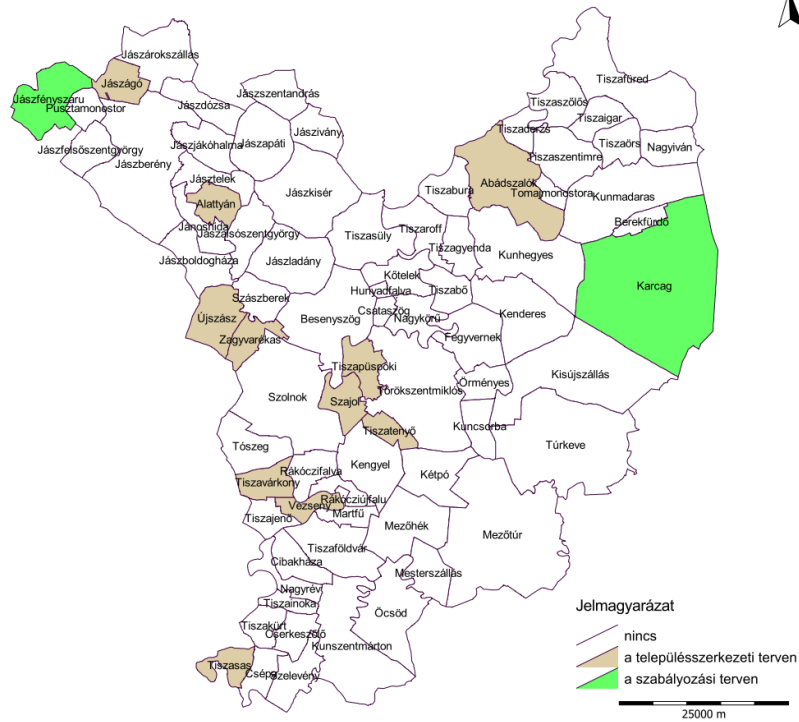 Jászárokszállás
Jászágó
Jászfényszaru
Pusztamonostor
Jászdózsa
Jászszentandrás
Jászfelsőszentgyörgy
Jászberény
Jászjákóhalma
Jászapáti
Jászivány
Jásztelek
Alattyán
Jászkisér
Jánoshida
Jászalsószentgyörgy
Jászboldogháza
Jászladány
Tiszafüred
Tiszaszőlős
Tiszaigar
Tiszaderzs
Tiszaszentimre
Tiszaörs
Nagyiván
Abádszalók
Tomajmonostora
Tiszabura
Kunmadaras
Berekfürdő
Tiszasüly
Tiszaroff
Tiszagyenda
Kunhegyes
Karcag
Kőtelek
Hunyadfalva
Tiszabő
Csataszög
Nagykörű
Kenderes
Újszász
Szászberek
Zagyvarékas
Besenyszög
Fegyvernek
Tiszapüspöki
Törökszentmiklós
Örményes
Kisújszállás
Szolnok
Szajol
Tiszatenyő
Kuncsorba
Túrkeve
Tószeg
Rákóczifalva
Kengyel
Kétpó
Tiszavárkony
Vezseny
Rákócziújfalu
Martfű
Tiszajenő
Mezőhék
Mezőtúr
Tiszaföldvár
Cibakháza
Mesterszállás
Nagyrév
Tiszainoka
Öcsöd
Tiszakürt
Cserkeszőlő
Kunszentmárton
Tiszasas
Csépa
Szelevény
Jelmagyarázat
nincs
a településszerkezeti terven
a szabályozási terven
25000 m